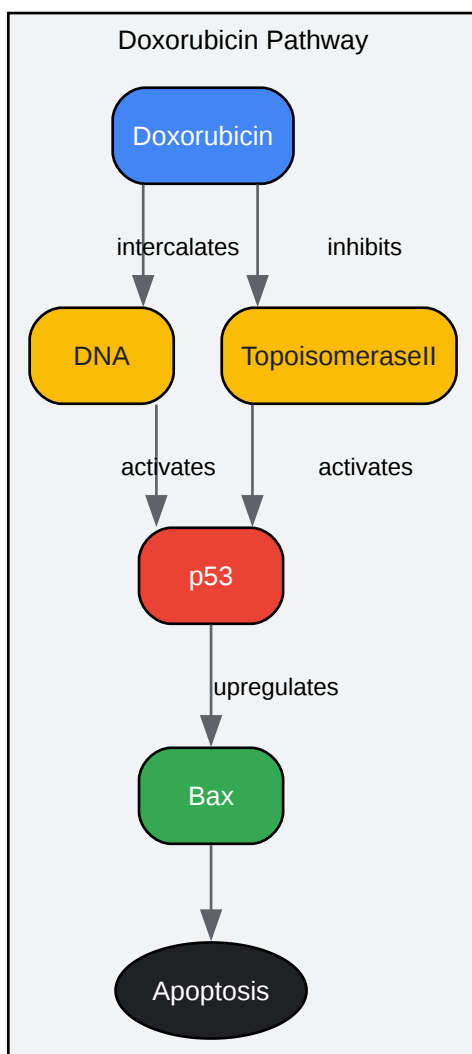 Doxorubicin Pathway
Doxorubicin
intercalates
inhibits
DNA
TopoisomeraseII
activates
activates
p53
upregulates
Bax
Apoptosis